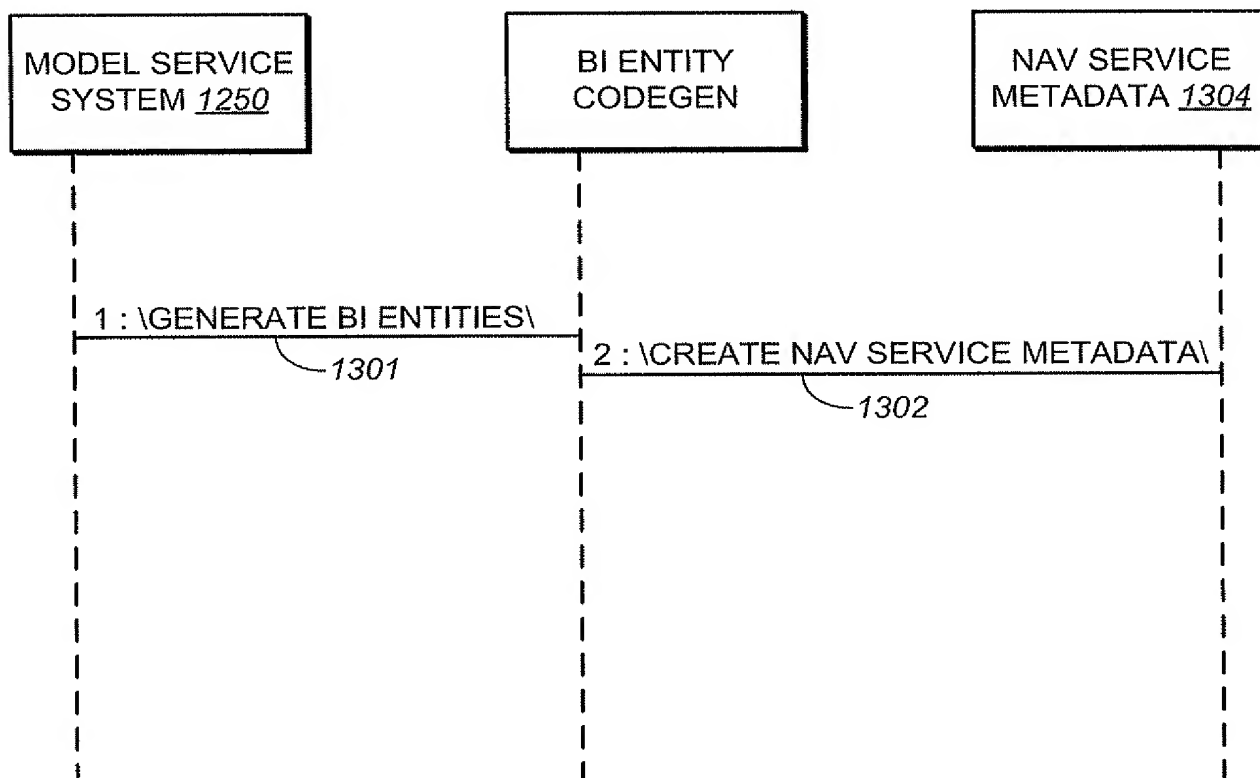 MODEL SERVICE
SYSTEM 1250
BI ENTITY
CODEGEN
NAV SERVICE
METADATA 1304
1 : \GENERATE BI ENTITIES\
1301
2 : \CREATE NAV SERVICE METADATA\
1302